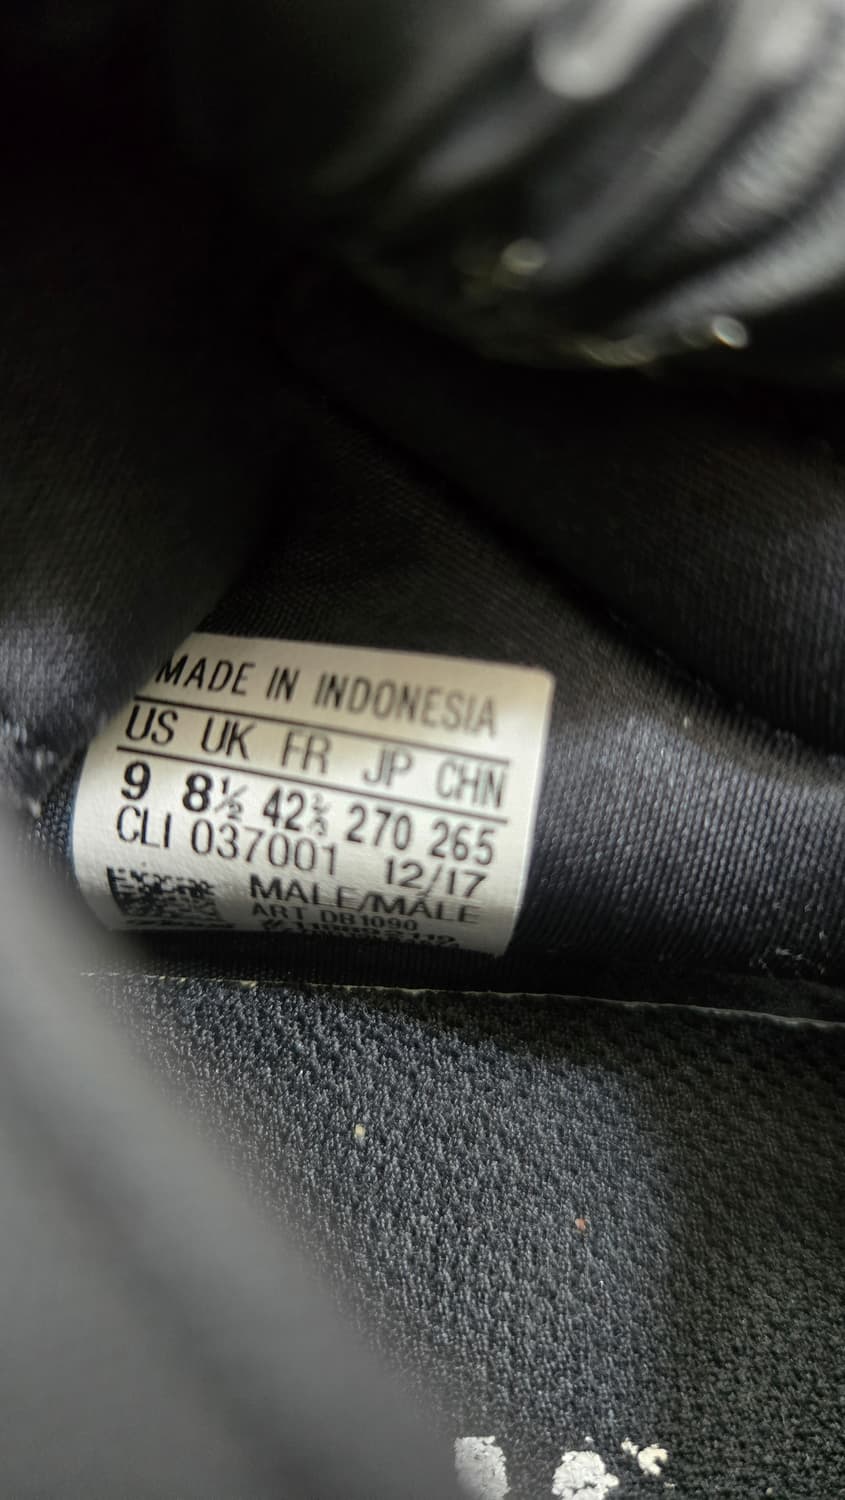 MADE IN INDONESIA
US UK FR JP CHN
9 8½ 42⅔ 270 265
CLI 037001 12/17
MALE/MÂLE
ART DB1090